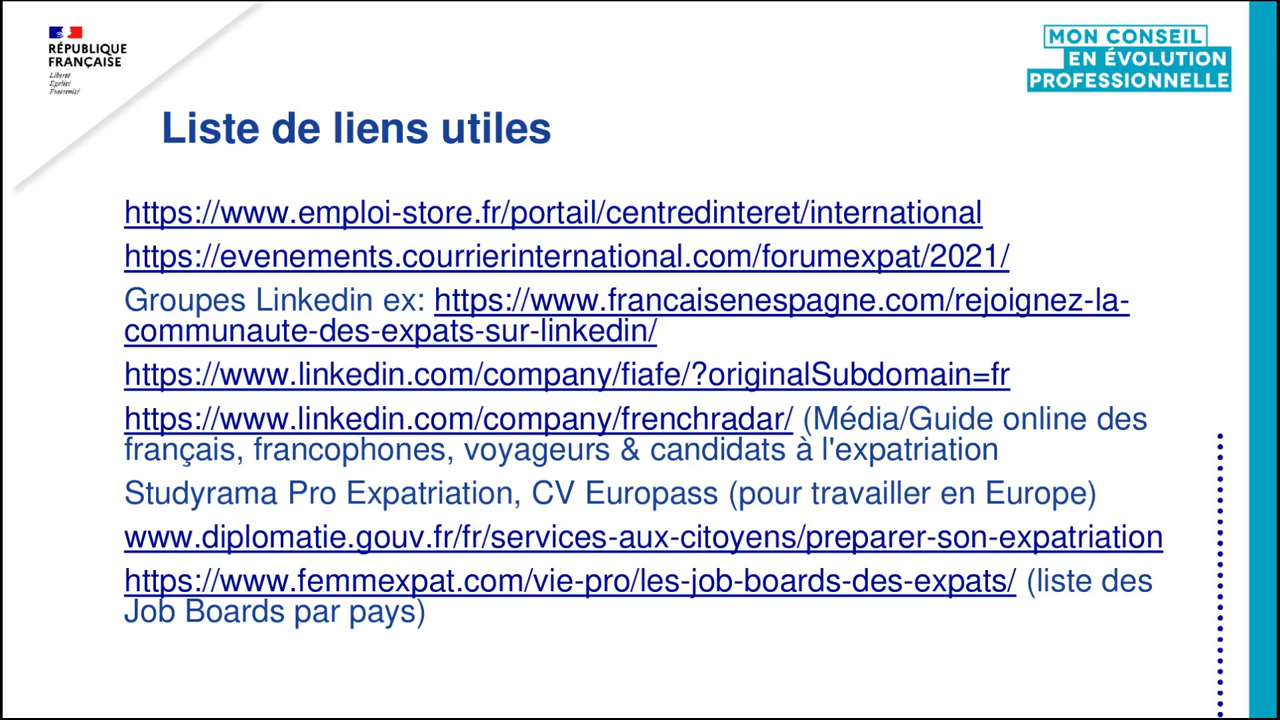 RÉPUBLIQUE
FRANÇAISE
Liberté
Égalité
Fraternité
MON CONSEIL
EN ÉVOLUTION
PROFESSIONNELLE
Liste de liens utiles
https://www.emploi-store.fr/portail/centredinteret/international
https://evenements.courrierinternational.com/forumexpat/2021/
Groupes Linkedin ex: https://www.francaisenespagne.com/rejoignez-la-
communaute-des-expats-sur-linkedin/
https://www.linkedin.com/company/fiafe/?originalSubdomain=fr
https://www.linkedin.com/company/frenchradar/ (Média/Guide online des
français, francophones, voyageurs & candidats à l'expatriation
Studyrama Pro Expatriation, CV Europass (pour travailler en Europe)
www.diplomatie.gouv.fr/fr/services-aux-citoyens/preparer-son-expatriation
https://www.femmexpat.com/vie-pro/les-job-boards-des-expats/ (liste des
Job Boards par pays)